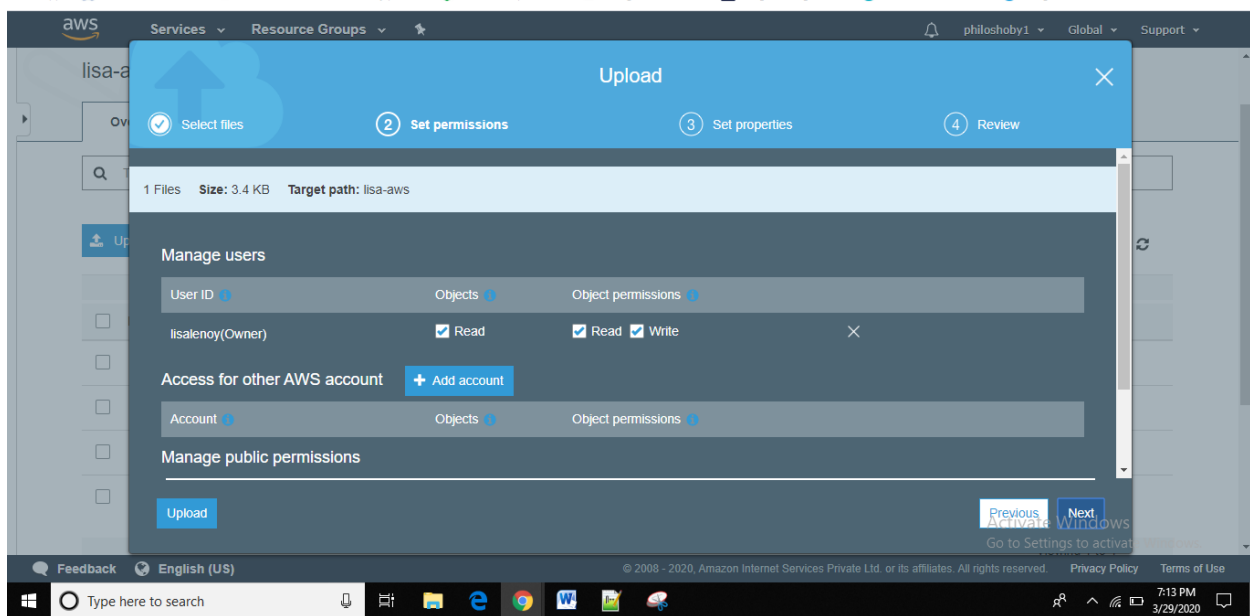 aws Services Resource Groups philoshoby1 Global Support
lisa-a
Upload
Ov
Select files 2 Set permissions 3 Set properties 4 Review
T
1 Files Size: 3.4 KB Target path: lisa-aws
Up
Manage users
User ID Objects Object permissions
lisalenoy(Owner) Read Read Write
Access for other AWS account + Add account
Account Objects Object permissions
Manage public permissions
Upload Previous Next
Activate Windows
Go to Settings to activat
Feedback English (US) © 2008 - 2020, Amazon Internet Services Private Ltd. or its affiliates. All rights reserved. Privacy Policy Terms of Use
Type here to search 7:13 PM
3/29/2020